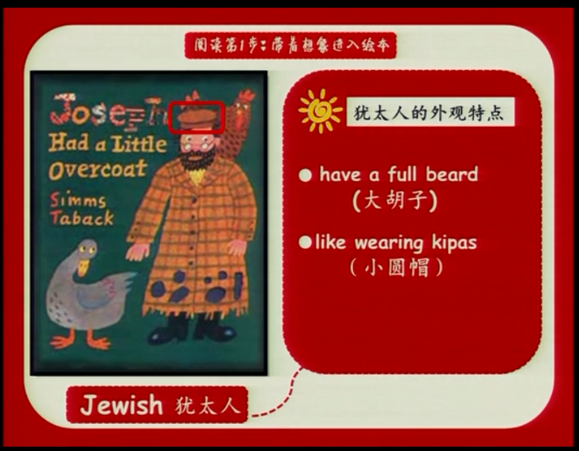 阅读第1步:带着想象进入绘本
Joseph
Had a Little
Overcoat
Simms
Taback
犹太人的外观特点
● have a full beard
(大胡子)
● like wearing kipas
(小圆帽)
Jewish 犹太人